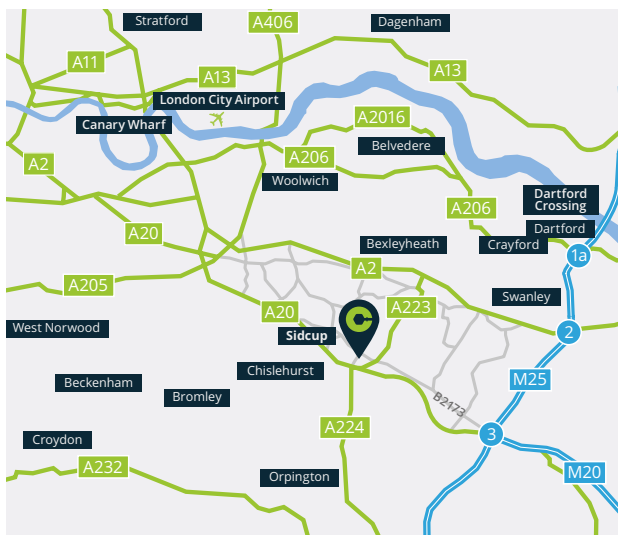 Stratford
A406
Dagenham
A11
A13
A13
London City Airport
Canary Wharf
A2016
Belvedere
A2
A206
Woolwich
Dartford
Crossing
A206
Dartford
A20
Bexleyheath
Crayford
1a
A2
A205
A223
Swanley
A20
West Norwood
Sidcup
2
Chislehurst
M25
Beckenham
Bromley
B2173
A224
3
Croydon
A232
Orpington
M20